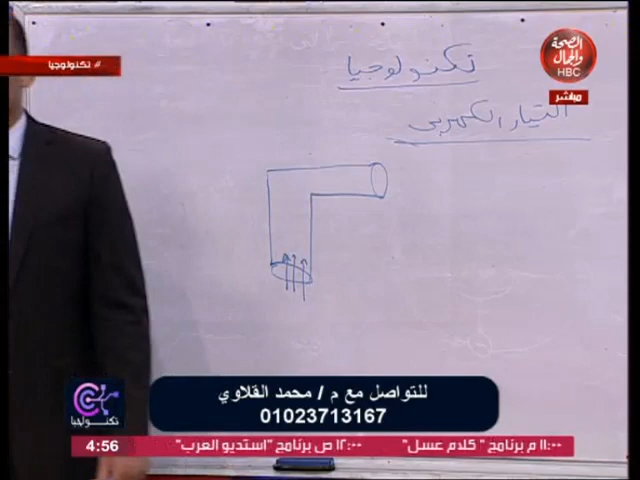 الصحة
والجمال
HBC
مباشر
#تكنولوجيا
تكنولوجيا
التيار الكهربى
للتواصل مع م / محمد القلاوي
01023713167
تكنولوجيا
4:56
١١:٠٠ م برنامج "كلام عسل"
١٢:٠٠ ص برنامج "استديو العرب"